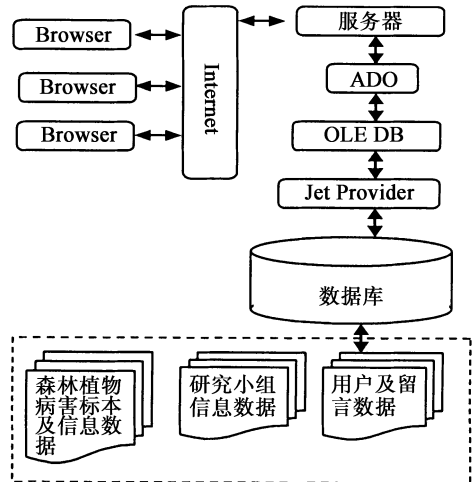 Browser
Browser
Browser
Internet
服务器
ADO
OLE DB
Jet Provider
数据库
森林植物
病害标本
及信息数
据
研究小组
信息数据
用户及留
言数据